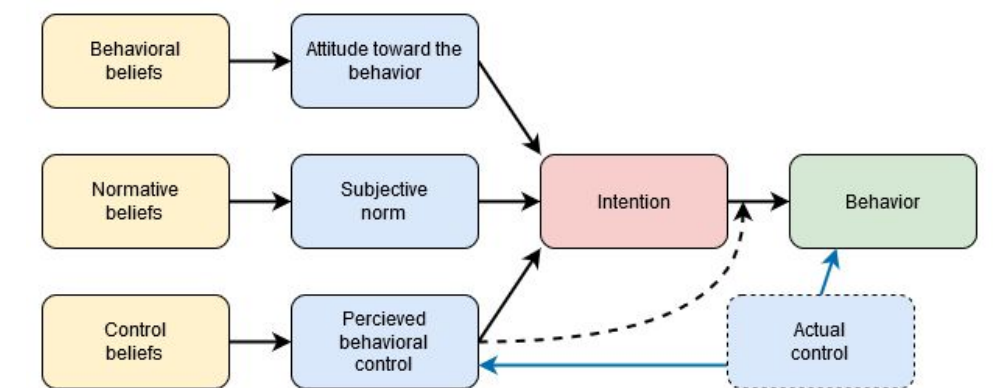 Behavioral
beliefs
Attitude toward the
behavior
Normative
beliefs
Subjective
norm
Intention
Behavior
Control
beliefs
Percieved
behavioral
control
Actual
control